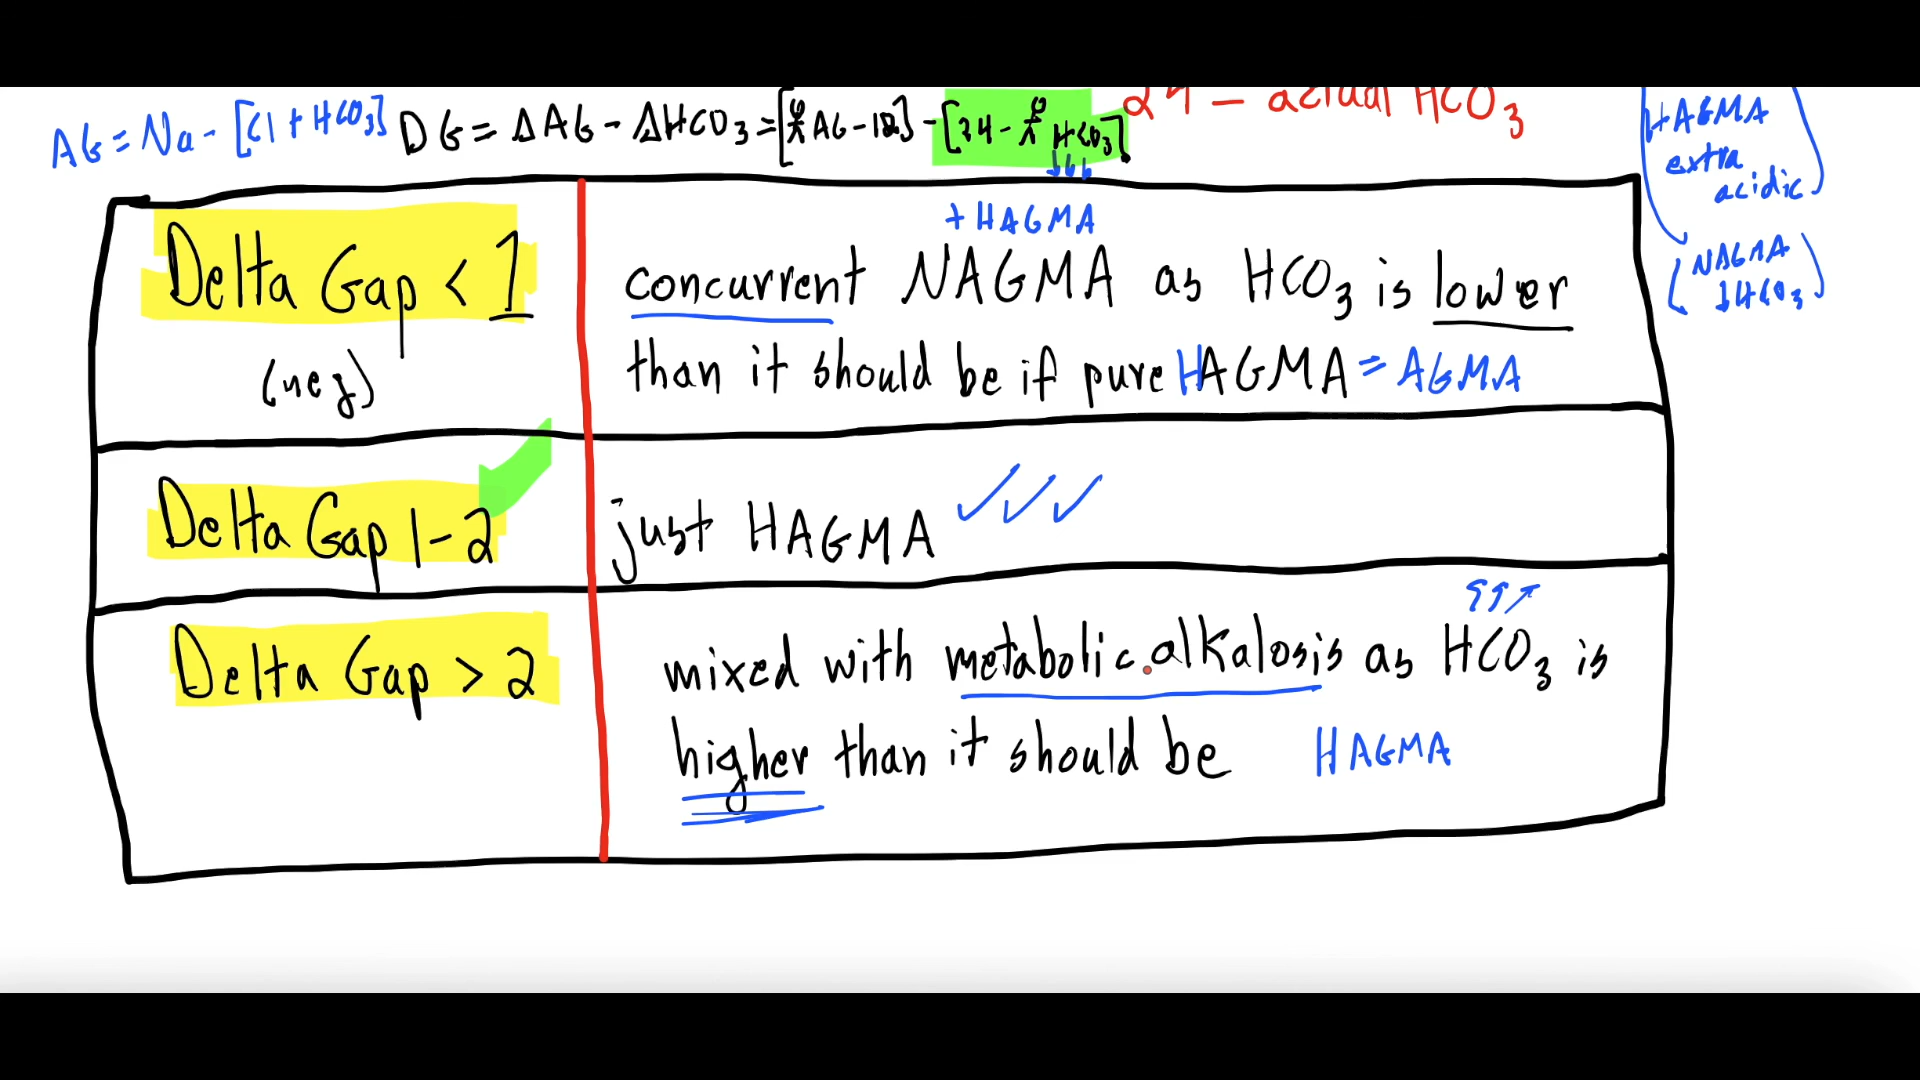 24 - actual HCO3
AG = Na - [Cl + HCO3] DG = ΔAG - ΔHCO3 = [AG - 12] - [24 - HCO3]
↓↓↓
HAGMA
extra
acidic
NAGMA
↓HCO3
Delta Gap < 1
(neg)
+ HAGMA
concurrent NAGMA as HCO3 is lower
than it should be if pure HAGMA = AGMA
Delta Gap 1-2
just HAGMA ✓✓✓
Delta Gap > 2
↑↑↗
mixed with metabolic alkalosis as HCO3 is
higher than it should be HAGMA